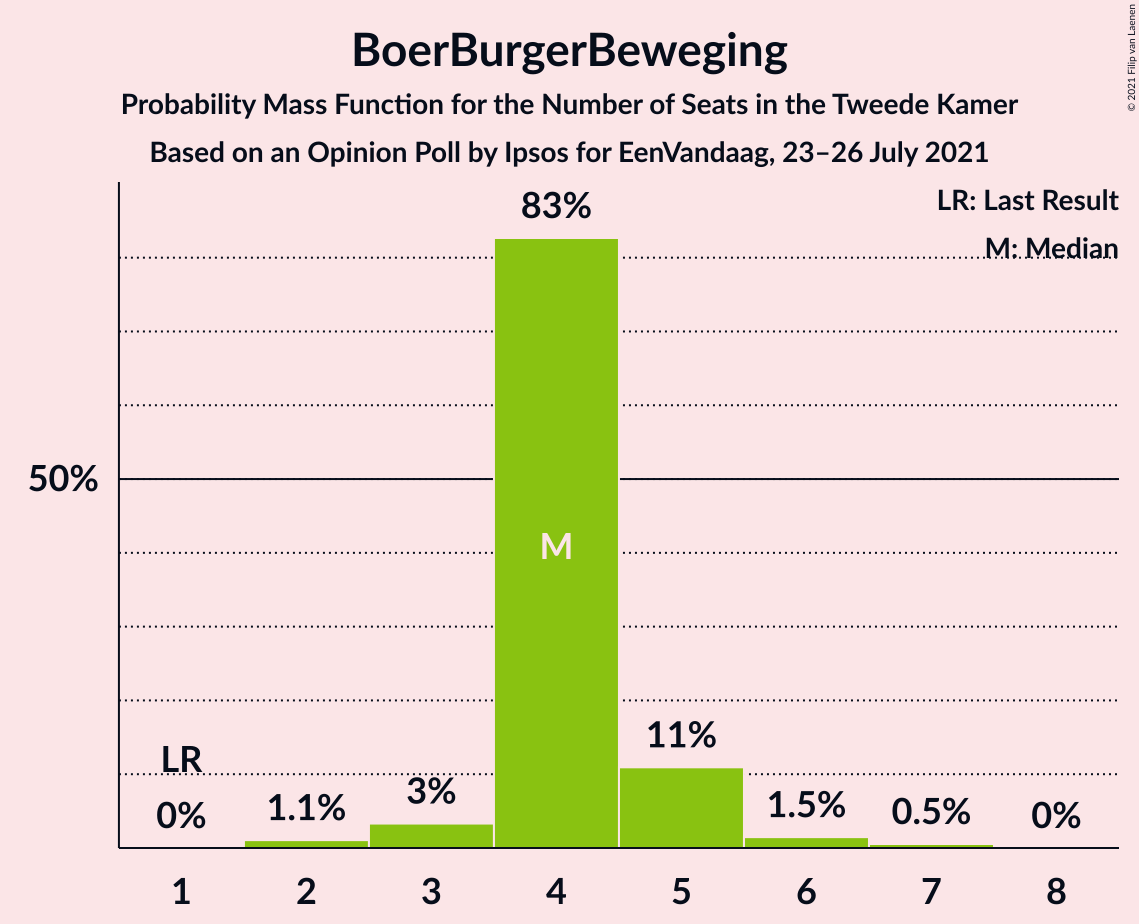 BoerBurgerBeweging
Probability Mass Function for the Number of Seats in the Tweede Kamer
Based on an Opinion Poll by Ipsos for EenVandaag, 23–26 July 2021
© 2021 Filip van Laenen
LR: Last Result
M: Median
83%
50%
M
11%
LR
3%
1.1%
1.5%
0.5%
0%
0%
1 2 3 4 5 6 7 8